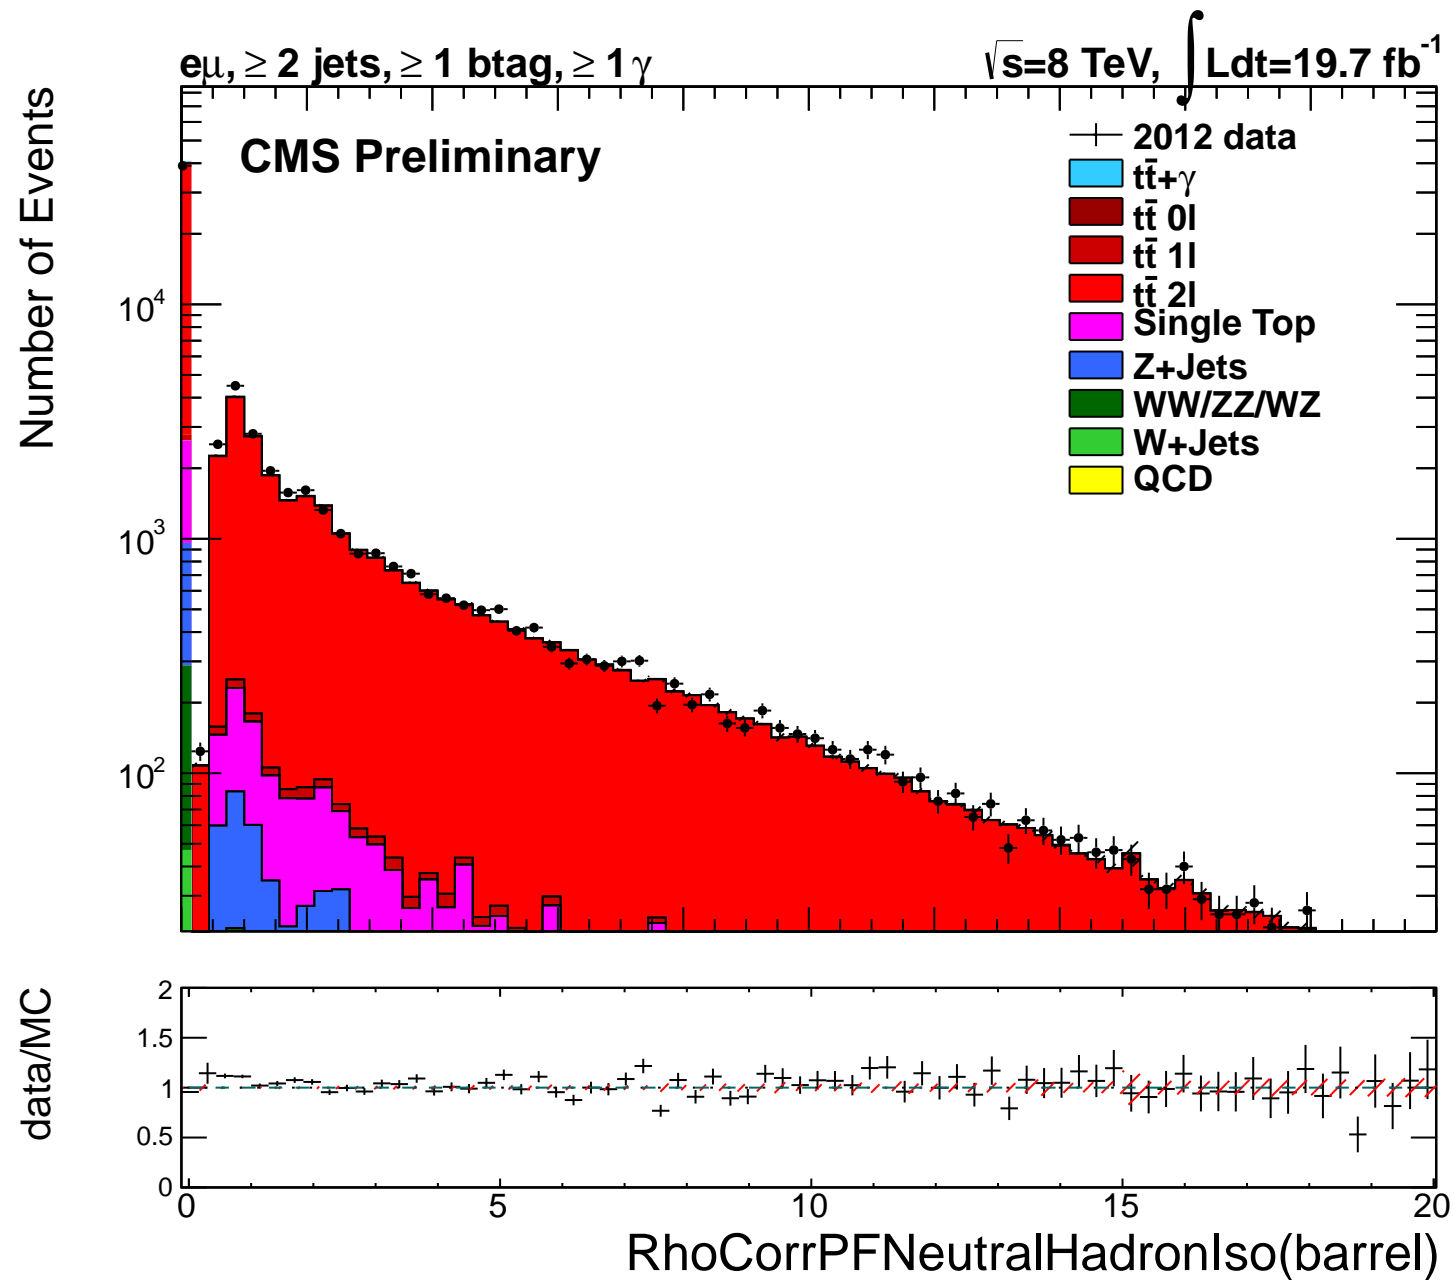 eμ, ≥ 2 jets, ≥ 1 btag, ≥ 1 γ
√s=8 TeV, ∫Ldt=19.7 fb⁻¹
CMS Preliminary
2012 data
tt̄+γ
tt̄ 0l
tt̄ 1l
tt̄ 2l
Single Top
Z+Jets
WW/ZZ/WZ
W+Jets
QCD
Number of Events
10⁴
10³
10²
data/MC
2
1.5
1
0.5
0
0 5 10 15 20
RhoCorrPFNeutralHadronIso(barrel)